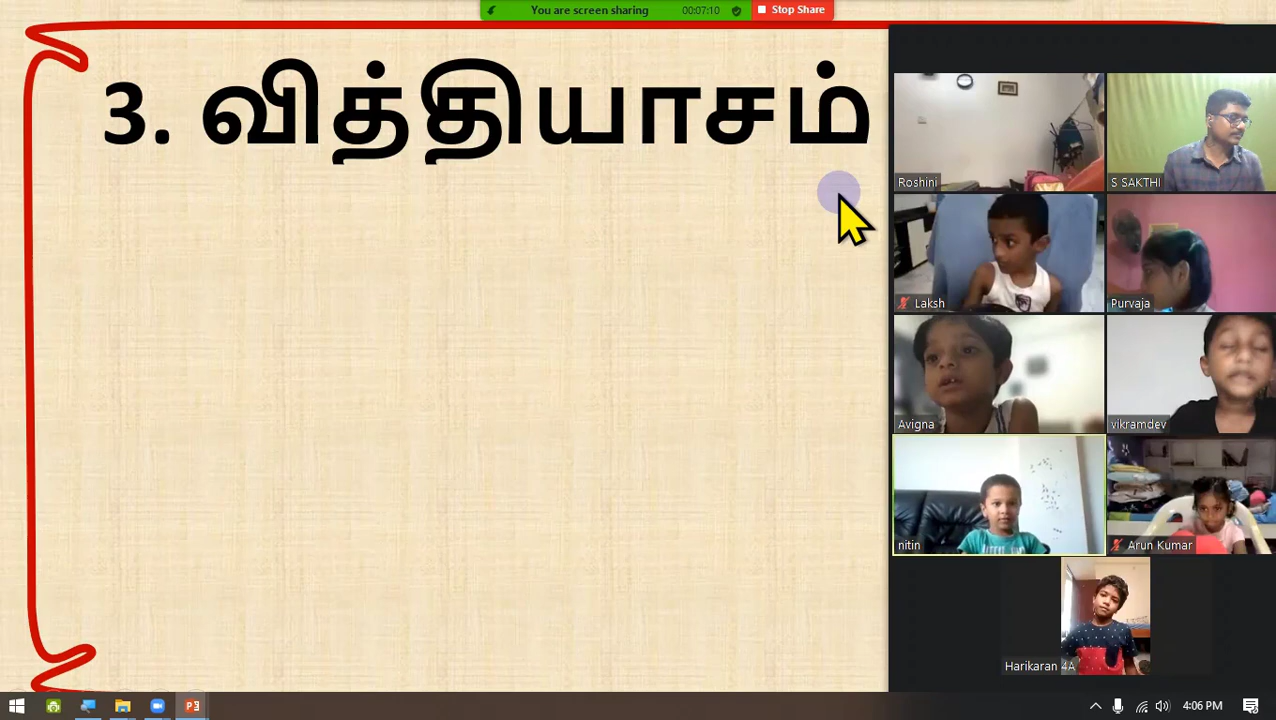 You are screen sharing 00:07:10 Stop Share
3. வித்தியாசம்
Roshini
S SAKTHI
Laksh
Purvaja
Avigna
vikramdev
nitin
Arun Kumar
Harikaran 4A
4:06 PM